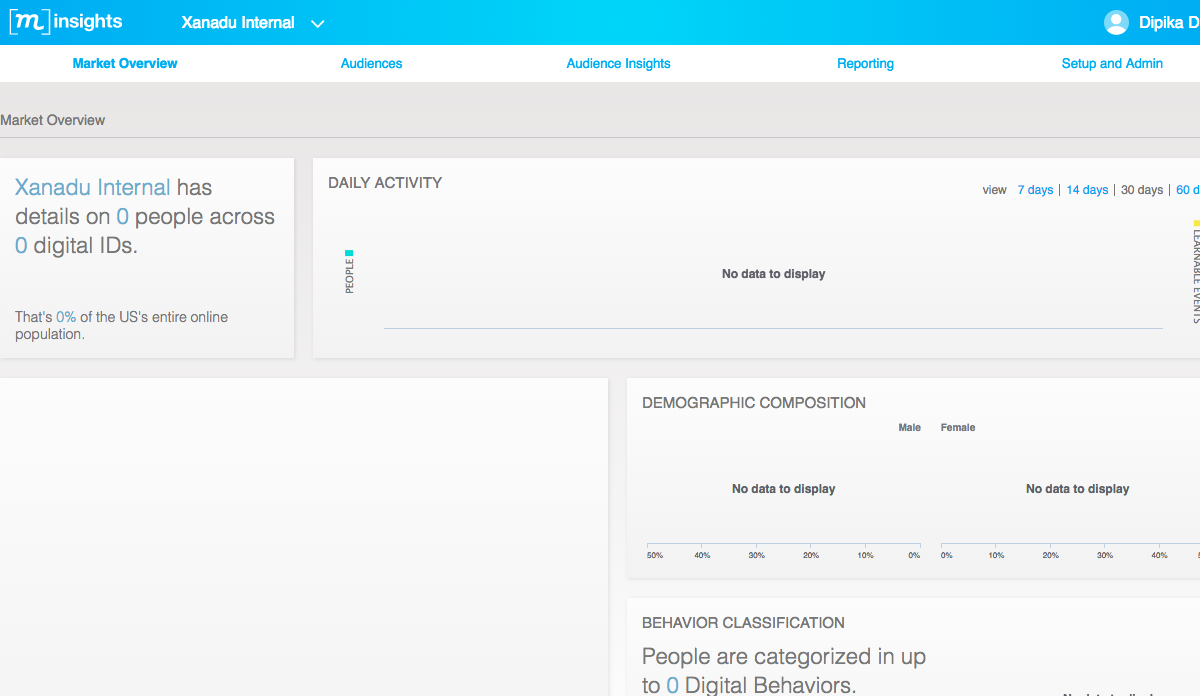 [m] insights
Xanadu Internal
Dipika D
Market Overview
Audiences
Audience Insights
Reporting
Setup and Admin
Market Overview
Xanadu Internal has
details on 0 people across
0 digital IDs.
That's 0% of the US's entire online
population.
DAILY ACTIVITY
view 7 days | 14 days | 30 days | 60 d
PEOPLE
No data to display
LEARNABLE EVENTS
DEMOGRAPHIC COMPOSITION
Male Female
No data to display
No data to display
50% 40% 30% 20% 10% 0%
0% 10% 20% 30% 40%
BEHAVIOR CLASSIFICATION
People are categorized in up
to 0 Digital Behaviors.